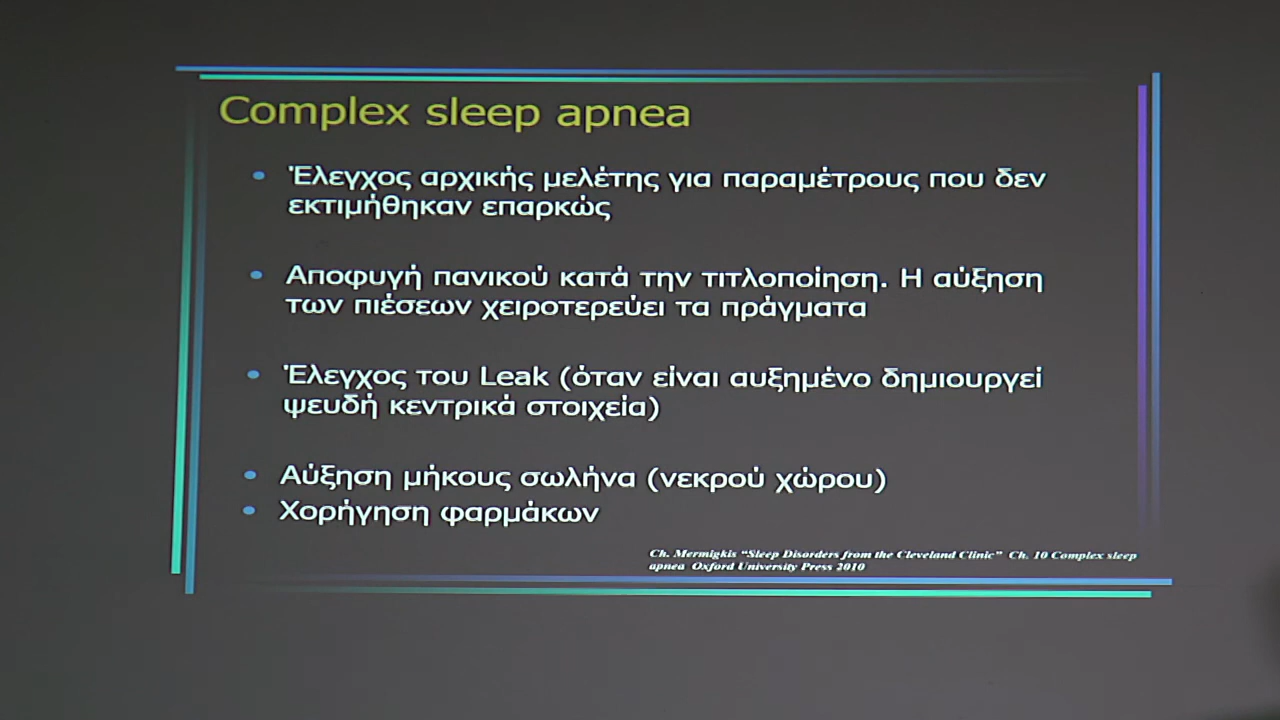 Complex sleep apnea
• Έλεγχος αρχικής μελέτης για παραμέτρους που δεν
εκτιμήθηκαν επαρκώς
• Αποφυγή πανικού κατά την τιτλοποίηση. Η αύξηση
των πιέσεων χειροτερεύει τα πράγματα
• Έλεγχος του Leak (όταν είναι αυξημένο δημιουργεί
ψευδή κεντρικά στοιχεία)
• Αύξηση μήκους σωλήνα (νεκρού χώρου)
• Χορήγηση φαρμάκων
Ch. Mermigkis “Sleep Disorders from the Cleveland Clinic” Ch. 10 Complex sleep
apnea Oxford University Press 2010